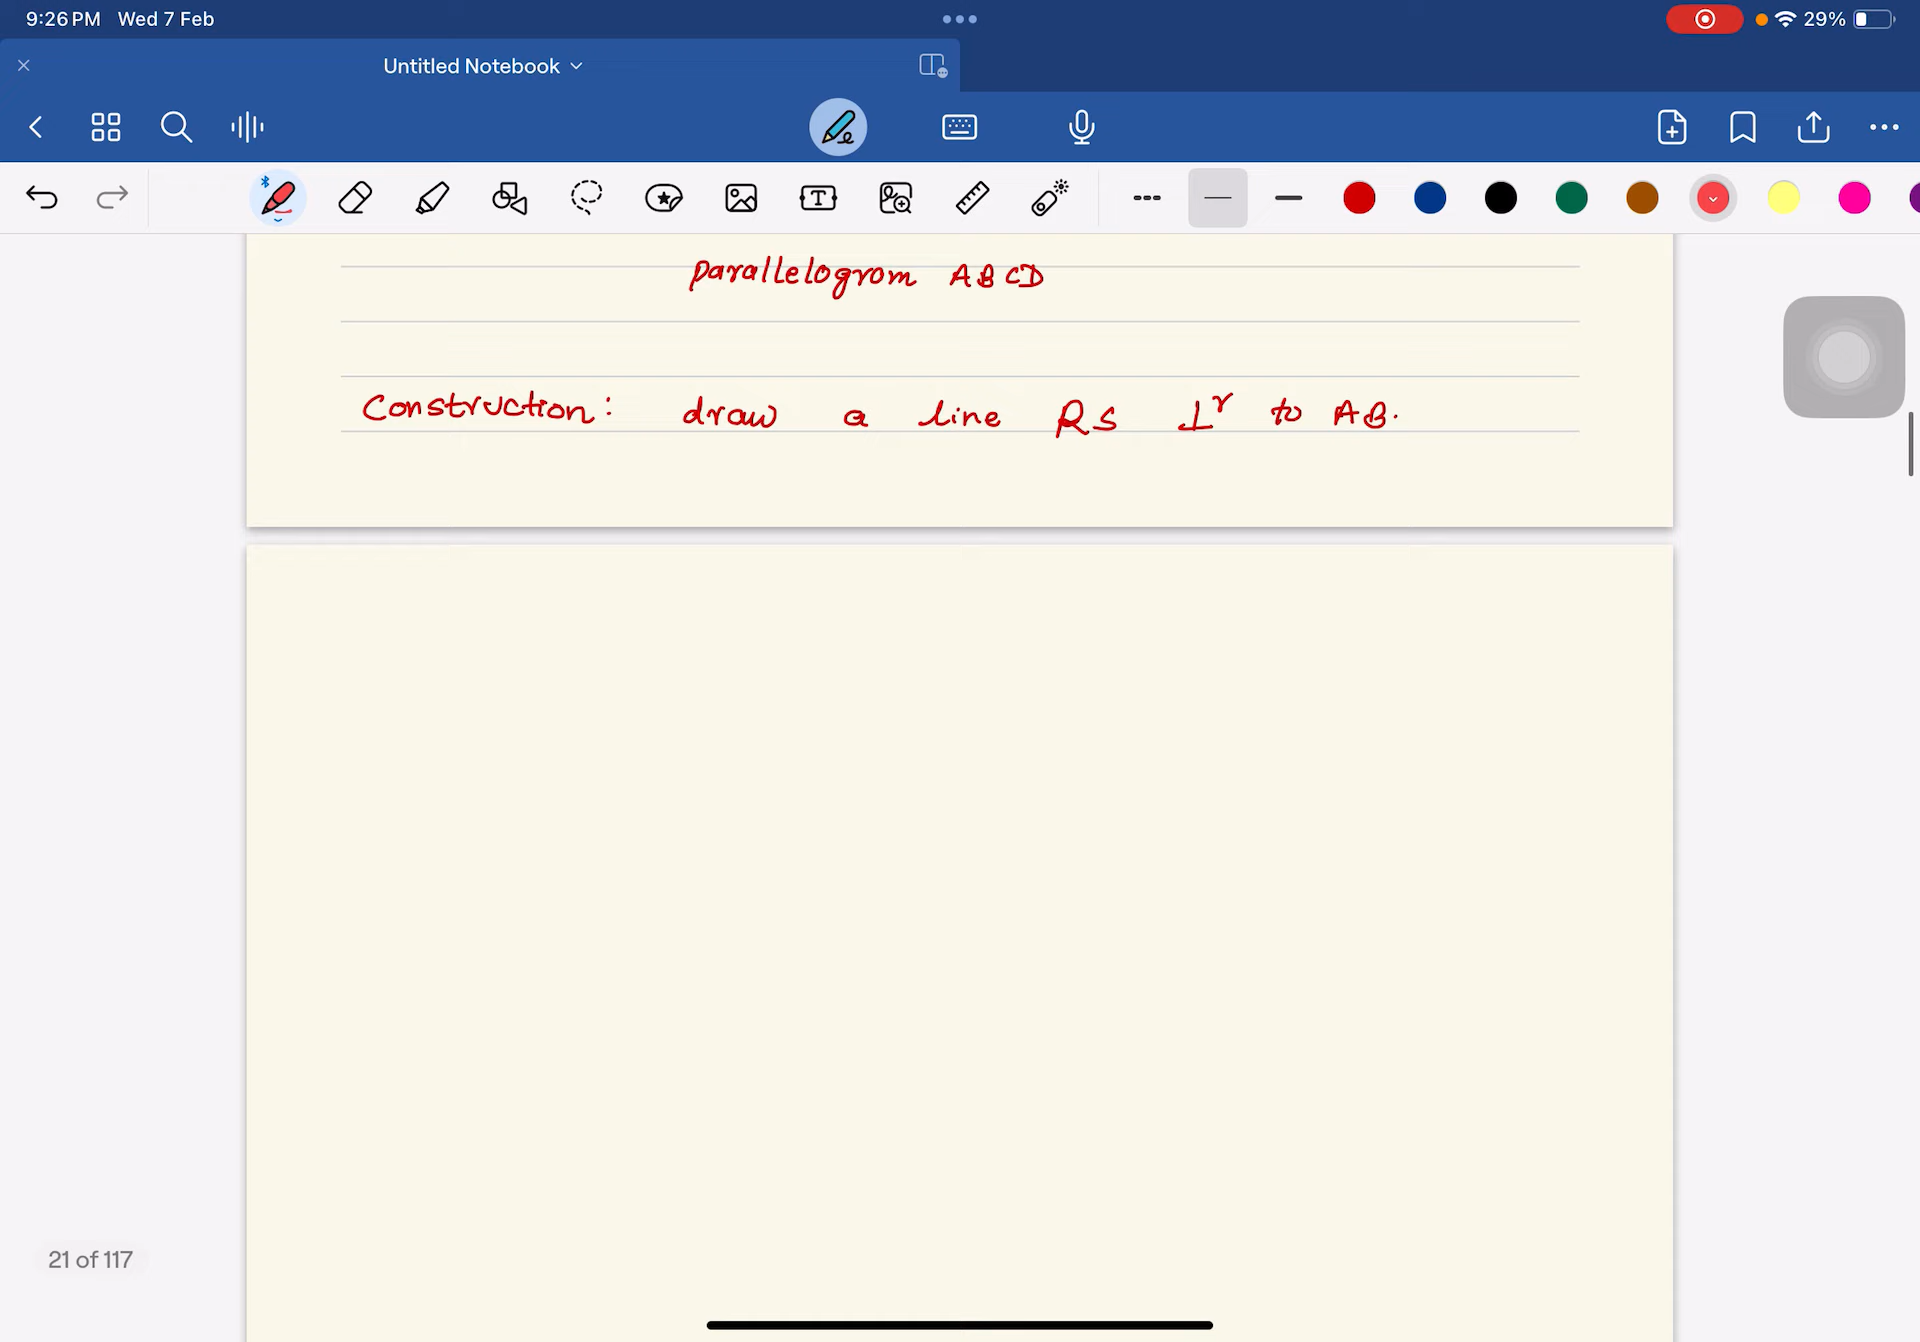 9:26 PM Wed 7 Feb
29%
Untitled Notebook
parallelogram ABCD
Construction: draw a line RS ⊥r to AB.
21 of 117